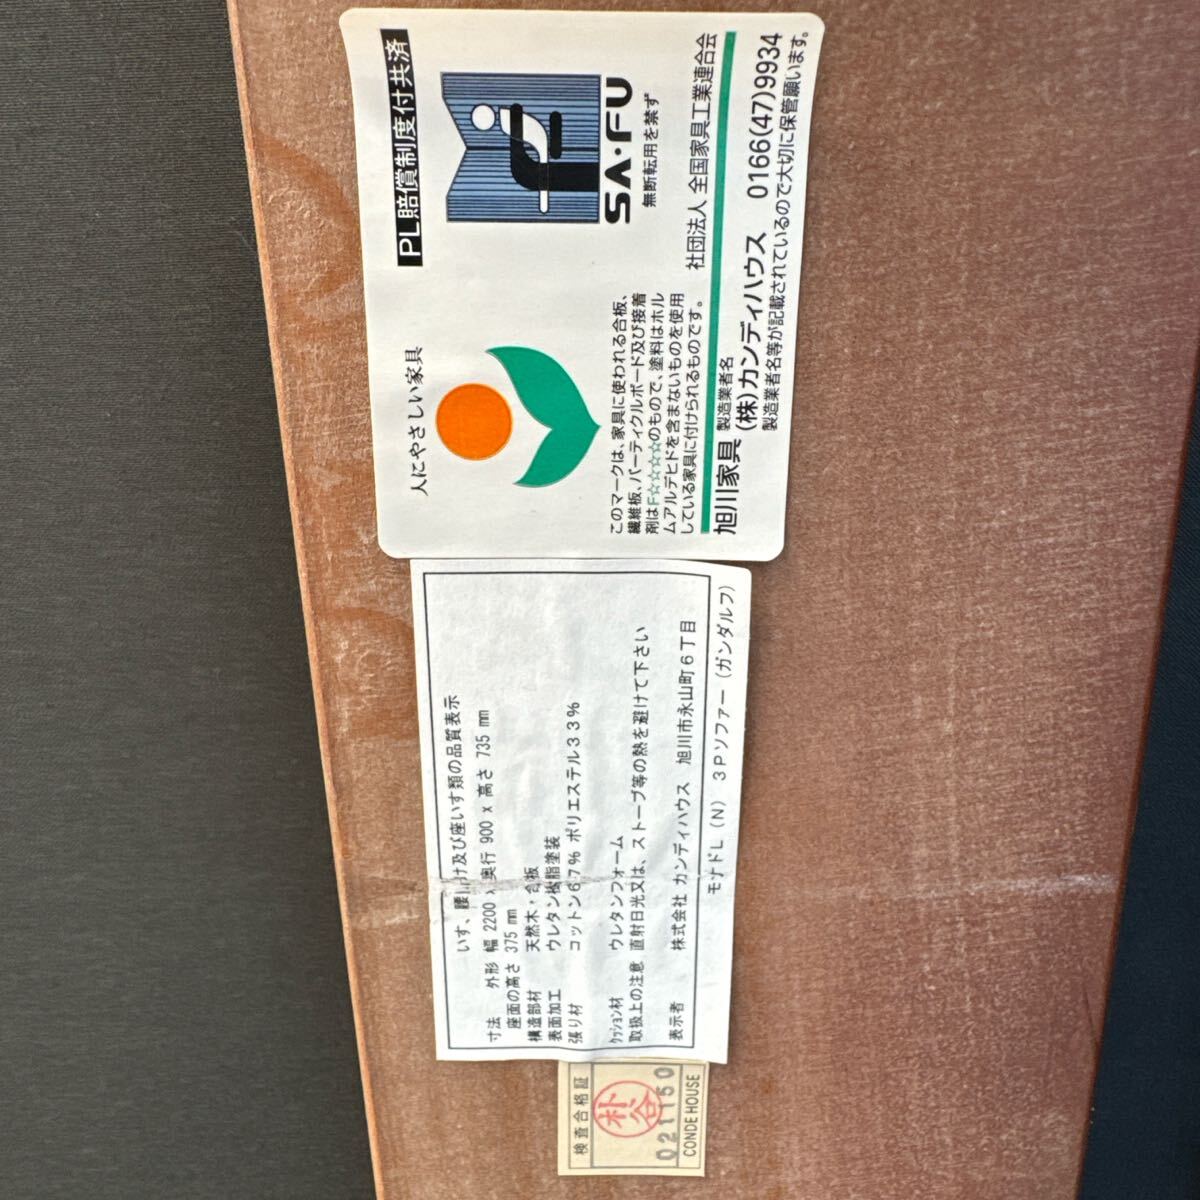 PL賠償制度付共済
SA・FU
無断転用を禁ず
社団法人 全国家具工業連合会
人にやさしい家具
このマークは、家具に使われる合板、
繊維板、パーティクルボード及び接着
剤はF☆☆☆☆のもので、塗料はホル
ムアルデヒドを含まないものを使用
している家具に付けられるものです。
旭川家具
製造業者名
(株)カンディハウス 0166(47)9934
製造業者名等が記載されているので大切に保管願います。
いす、腰掛け及び座いす類の品質表示
寸法 外形 幅 2200 x 奥行 900 x 高さ 735 mm
座面の高さ 375 mm
構造部材 天然木・合板
表面加工 ウレタン樹脂塗装
張り材 コットン67% ポリエステル33%
ｸｯｼｮﾝ材 ウレタンフォーム
取扱上の注意 直射日光又は、ストーブ等の熱を避けて下さい
表示者 株式会社 カンディハウス 旭川市永山町6丁目
モナドL(N) 3Pソファー(ガンダルフ)
検査合格証
朴谷
021150
CONDE HOUSE